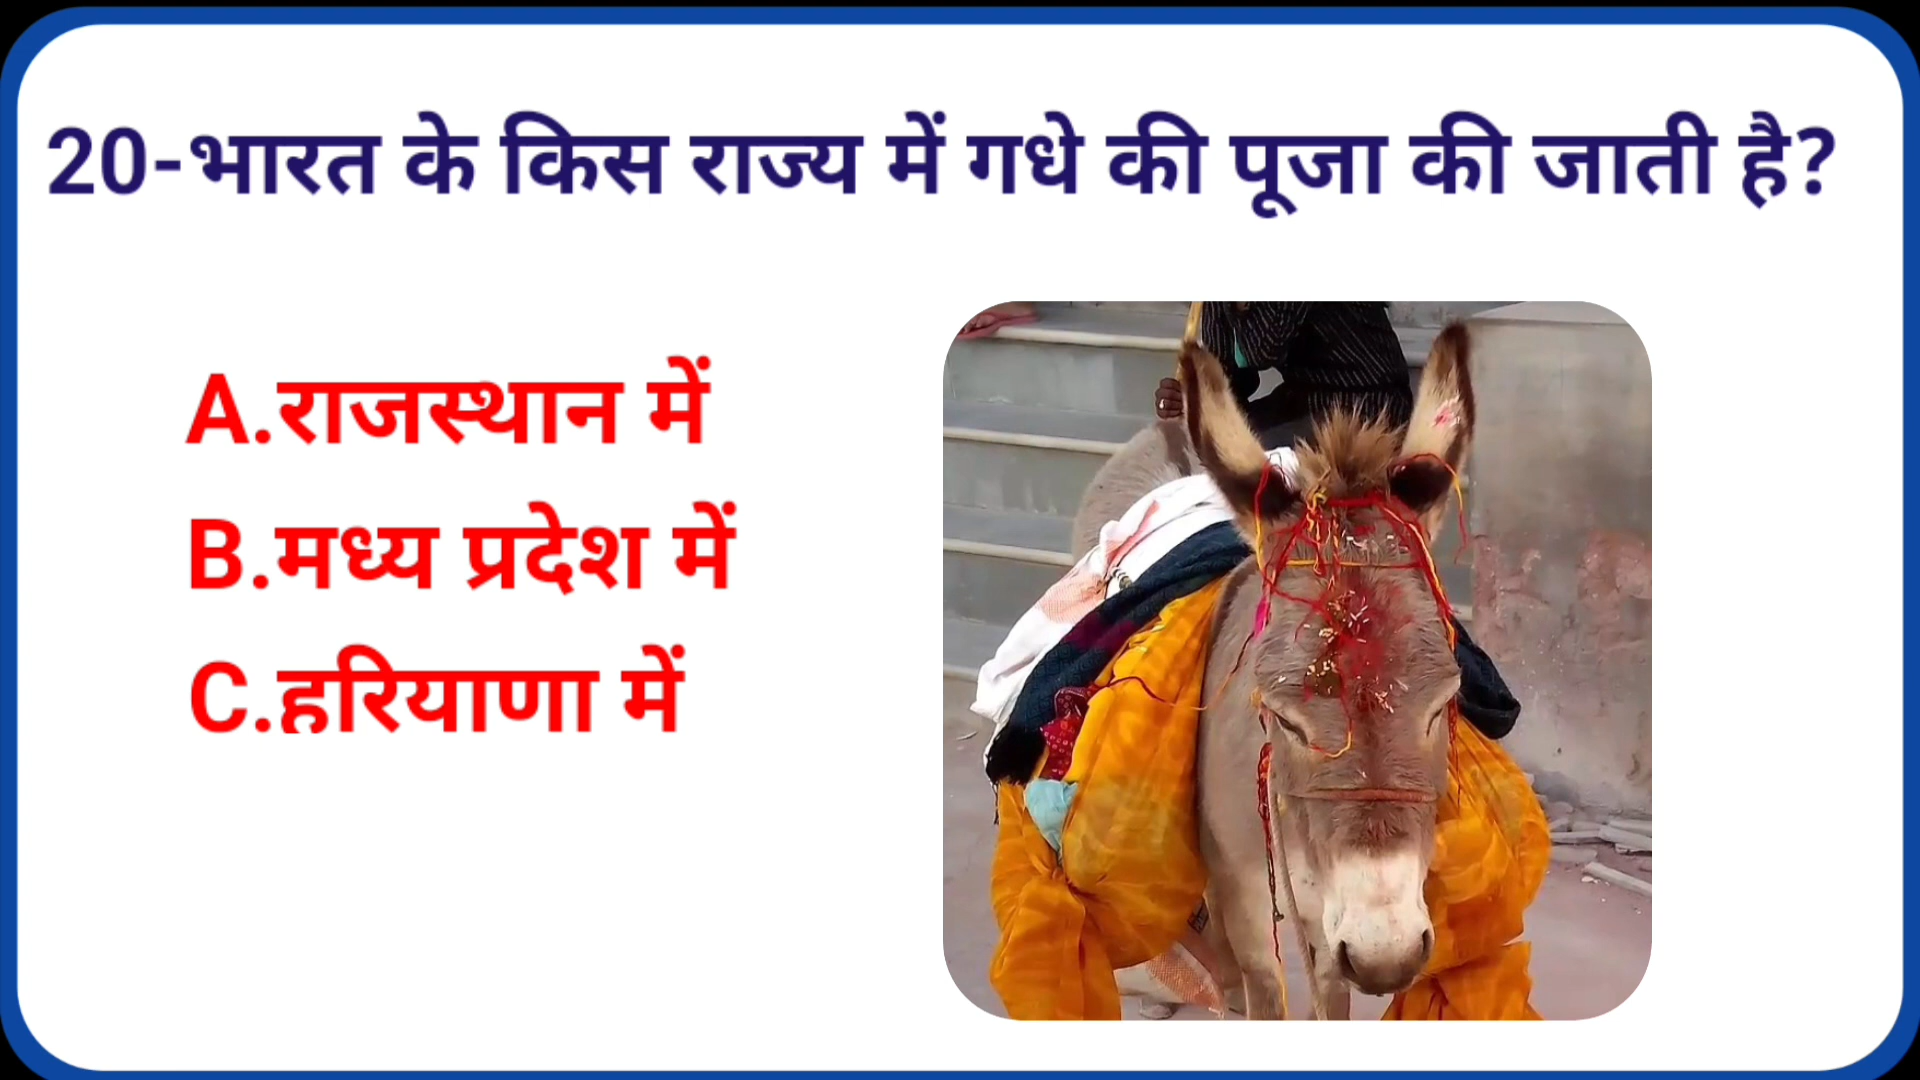 20-भारत के किस राज्य में गधे की पूजा की जाती है?
A.राजस्थान में
B.मध्य प्रदेश में
C.हरियाणा में